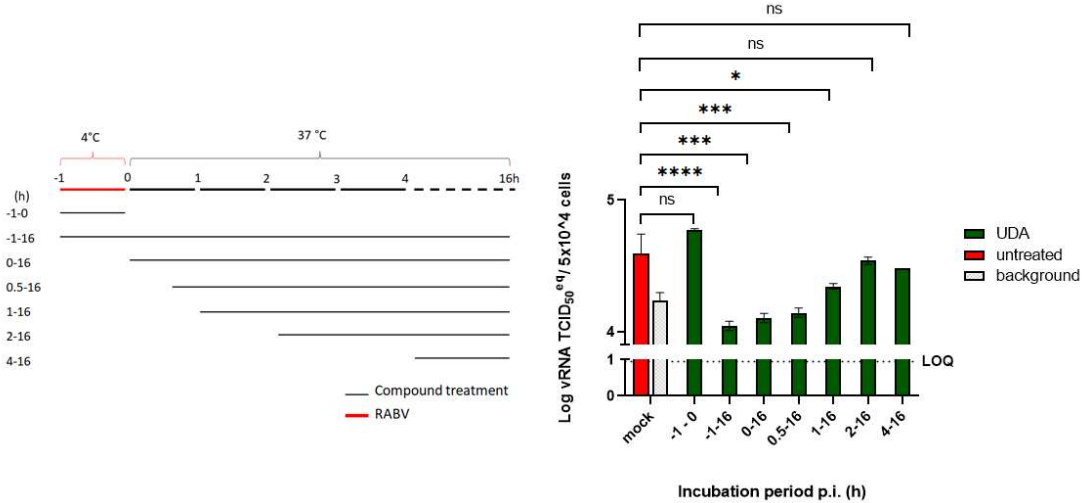 4°C
37 °C
-1 0 1 2 3 4 16h
(h)
-1-0
-1-16
0-16
0.5-16
1-16
2-16
4-16
Compound treatment
RABV
ns
ns
*
***
***
****
ns
Log vRNA TCID50eq/ 5x10^4 cells
5
4
1
0
LOQ
mock
-1 - 0
-1-16
0-16
0.5-16
1-16
2-16
4-16
Incubation period p.i. (h)
UDA
untreated
background